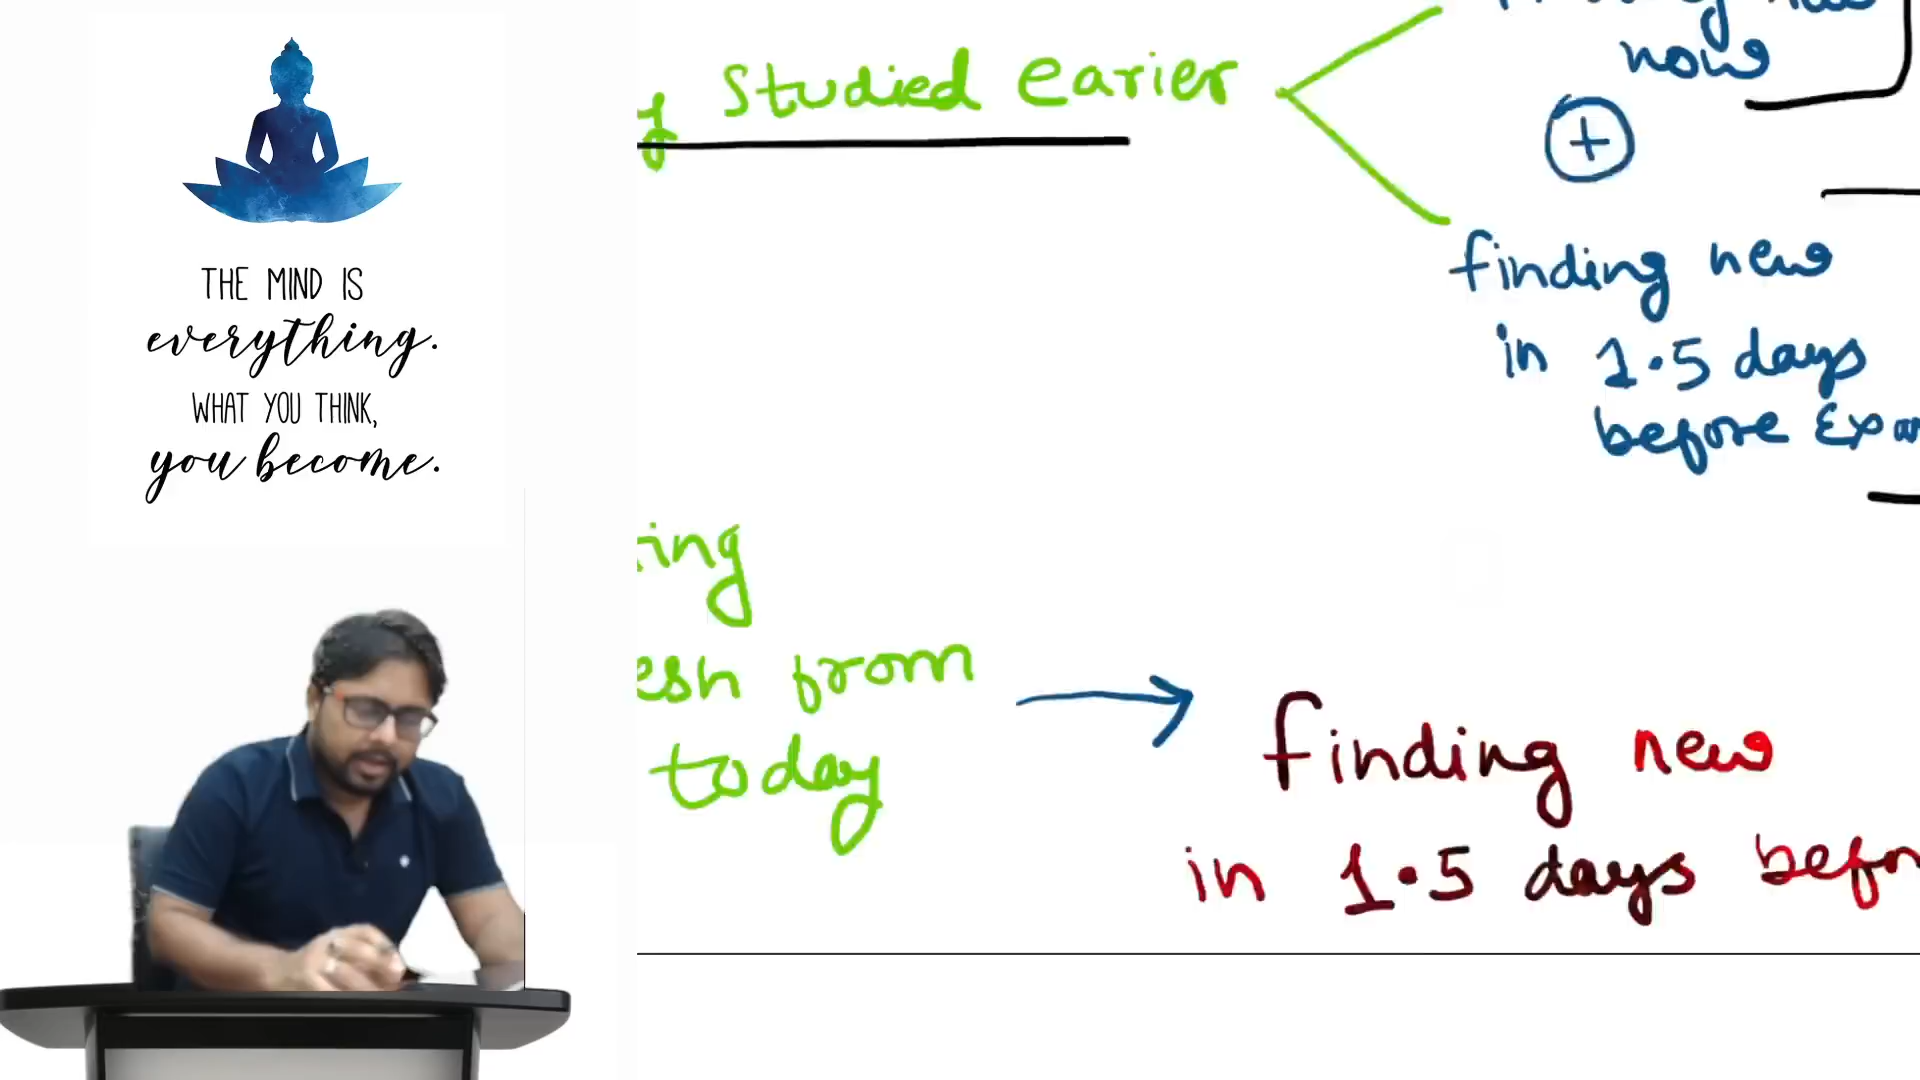 THE MIND IS
everything.
WHAT YOU THINK,
you become.
Studied earier
now
+
finding new
in 1.5 days
before
from
today
finding new
in 1.5 days